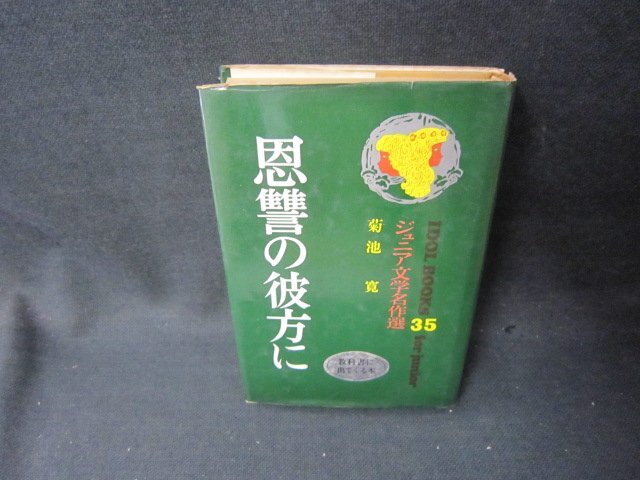 IDOL BOOKS 35 for junior
ジュニア文学名作選
菊池 寛
恩讐の彼方に
教科書に
出てくる本